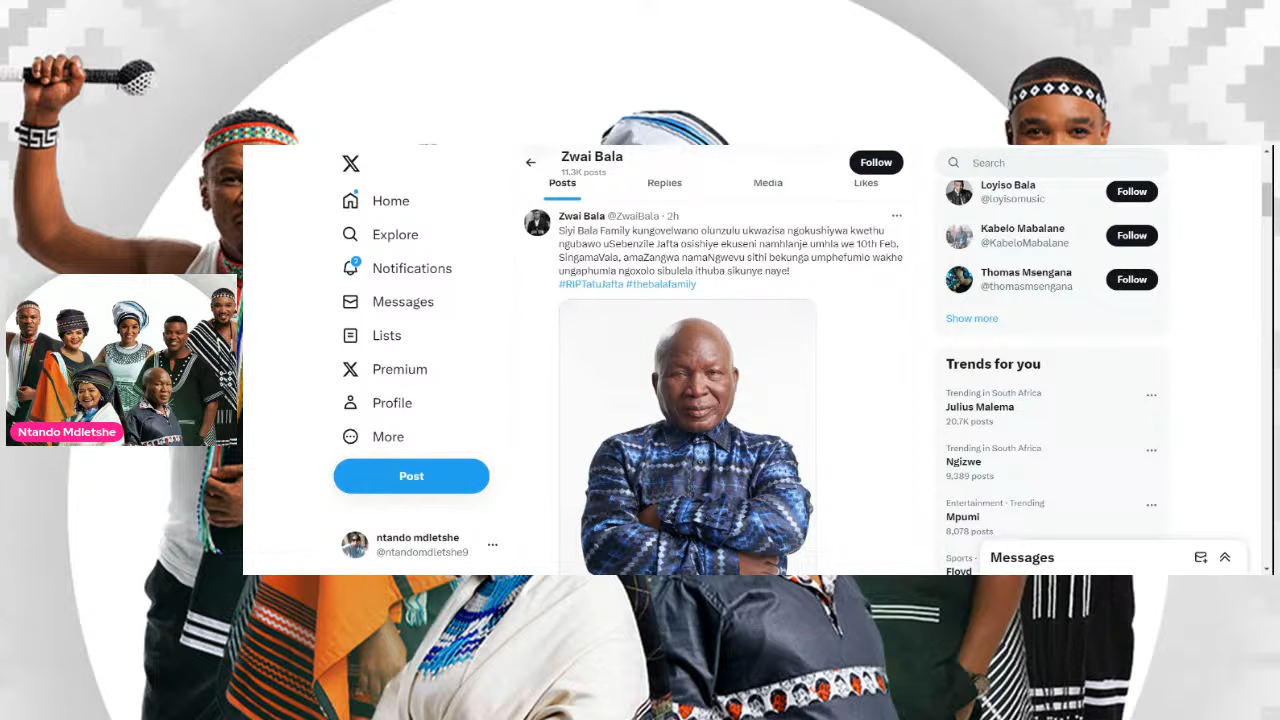 Home
Explore
2
Notifications
Messages
Lists
Premium
Profile
More
Post
ntando mdletshe
@ntandomdletshe9
Ntando Mdletshe
Zwai Bala
11.3K posts
Follow
Posts Replies Media Likes
Zwai Bala @ZwaiBala · 2h
Siyi Bala Family kungovelwano olunzulu ukwazisa ngokushiywa kwethu
ngubawo uSebenzile Jafta osishiye ekuseni namhlanje umhla we 10th Feb.
SingamaVala, amaZangwa namaNgwevu sithi bekunga umphefumio wakhe
ungaphumia ngoxolo sibulela ithuba sikunye naye!
#RIPTatuJafta #thebalafamily
Search
Loyiso Bala
@loyisomusic
Follow
Kabelo Mabalane
@KabeloMabalane
Follow
Thomas Msengana
@thomasmsengana
Follow
Show more
Trends for you
Trending in South Africa
Julius Malema
20.7K posts
Trending in South Africa
Ngizwe
9,389 posts
Entertainment · Trending
Mpumi
8,078 posts
Sports ·
Floyd
Messages